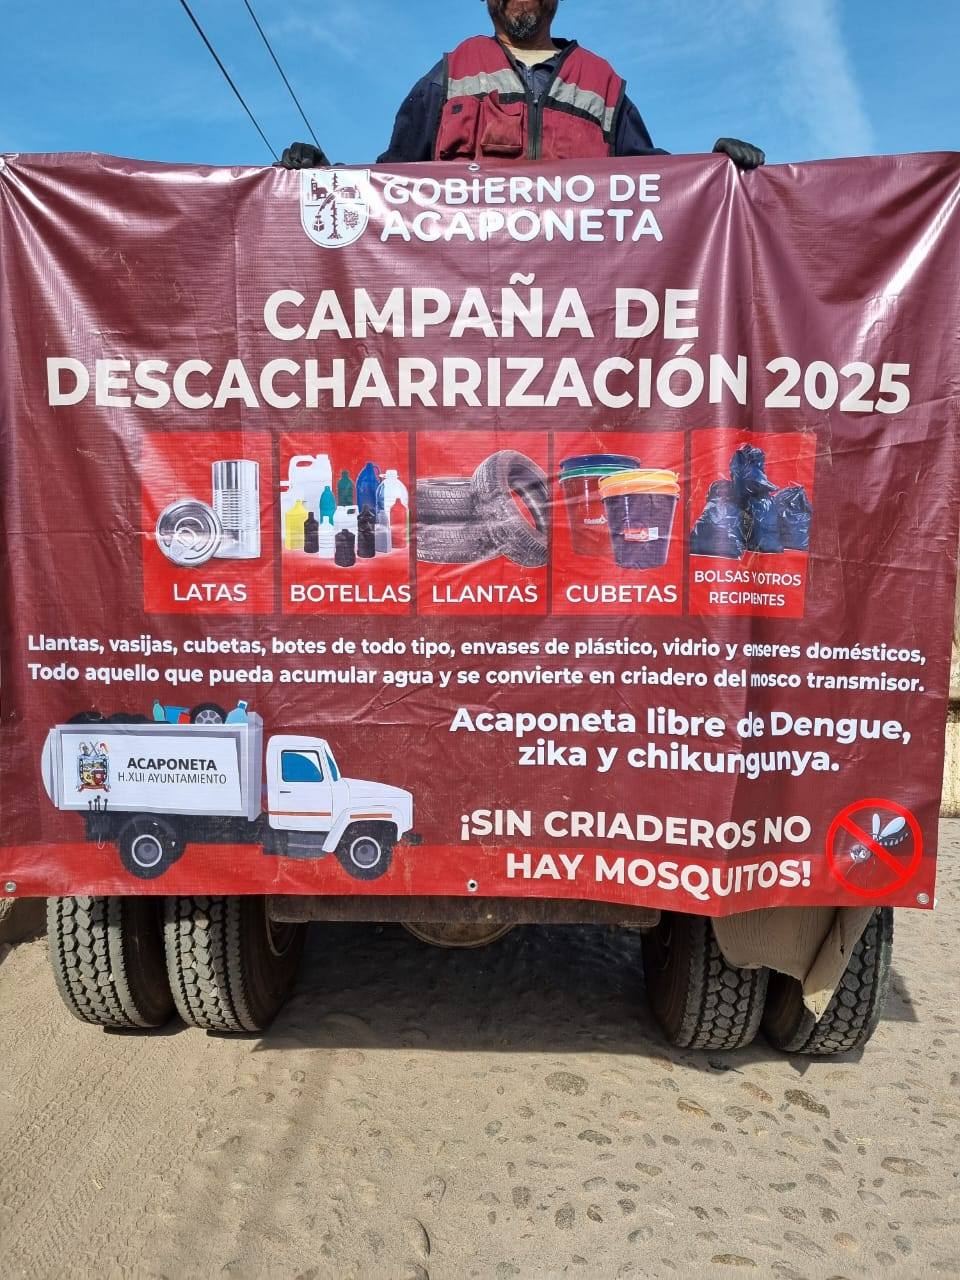 GOBIERNO DE
ACAPONETA
CAMPAÑA DE
DESCACHARRIZACIÓN 2025
LATAS
BOTELLAS
LLANTAS
CUBETAS
BOLSAS Y OTROS
RECIPIENTES
Llantas, vasijas, cubetas, botes de todo tipo, envases de plástico, vidrio y enseres domésticos,
Todo aquello que pueda acumular agua y se convierte en criadero del mosco transmisor.
Acaponeta libre de Dengue,
zika y chikungunya.
ACAPONETA
H.XLII AYUNTAMIENTO
¡SIN CRIADEROS NO
HAY MOSQUITOS!